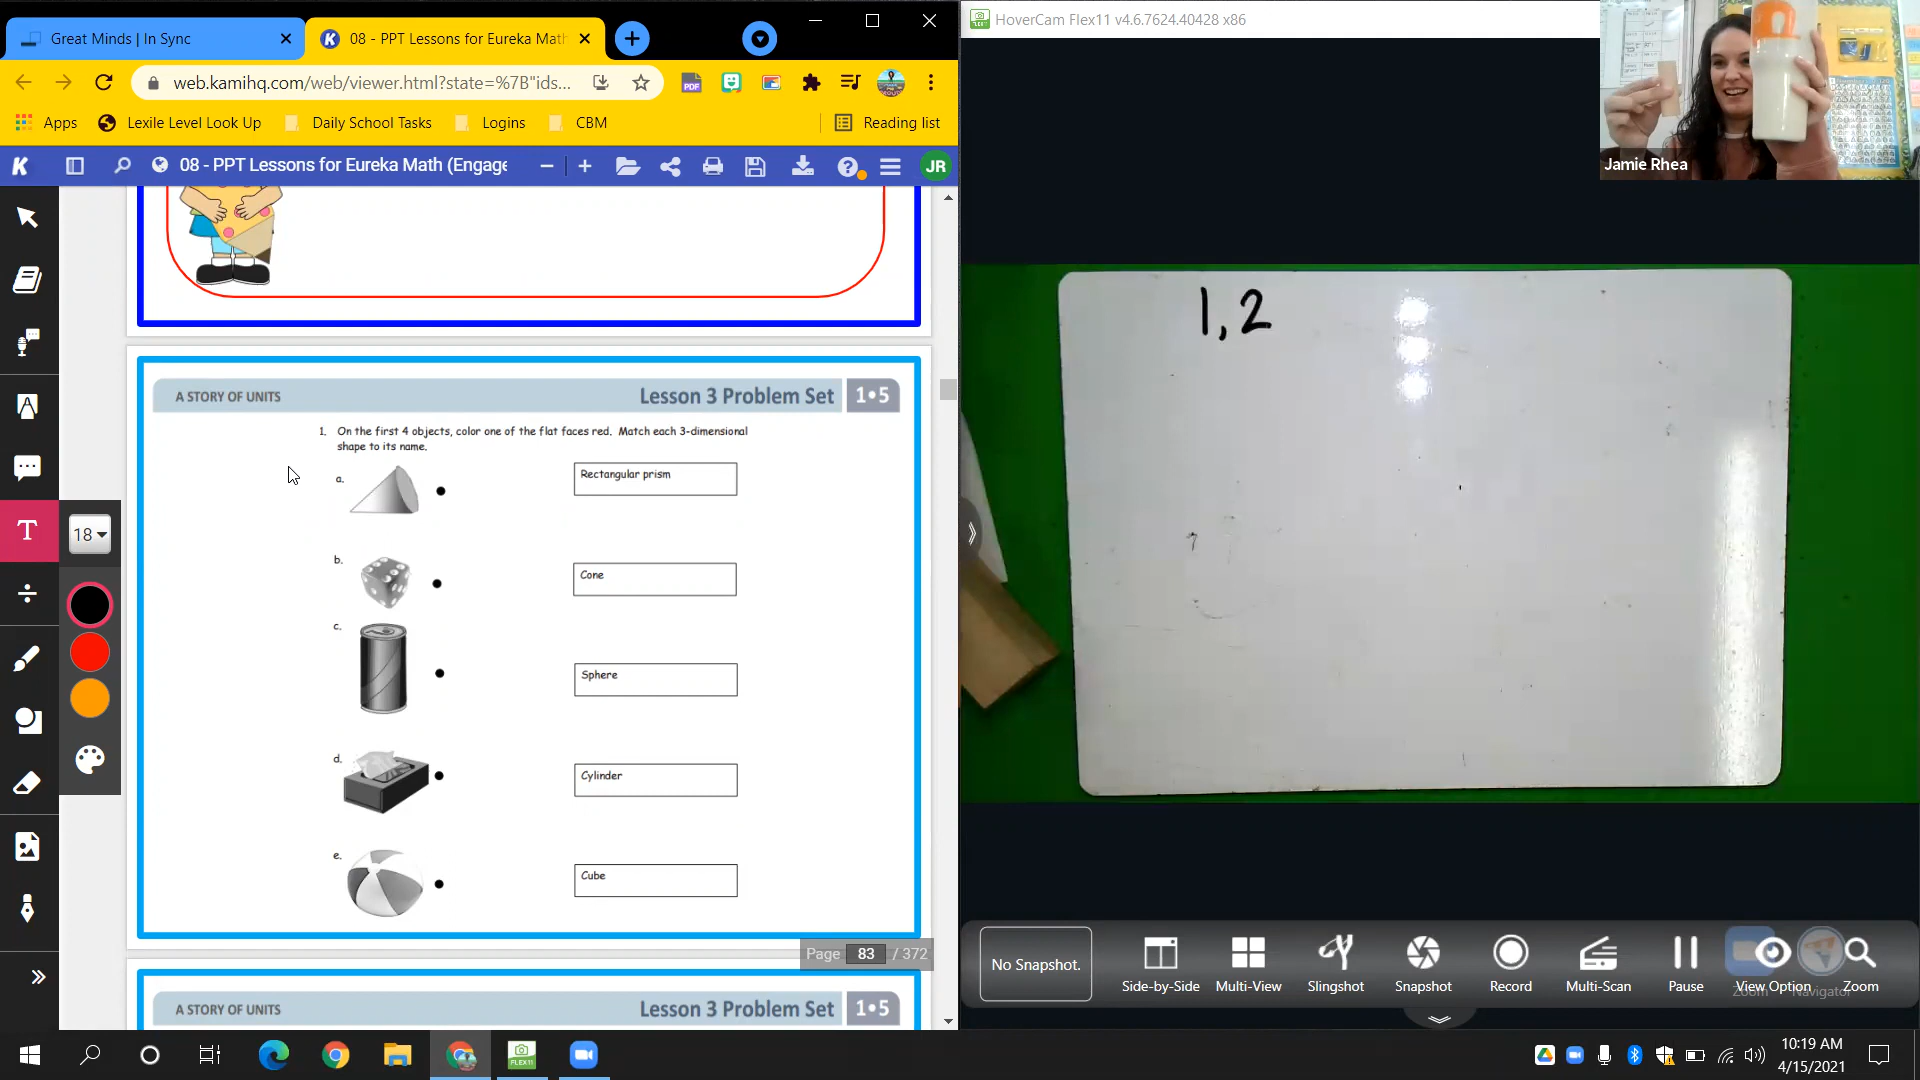 Great Minds | In Sync
08 - PPT Lessons for Eureka Math
web.kamihq.com/web/viewer.html?state=%7B"ids...
Apps
Lexile Level Look Up
Daily School Tasks
Logins
CBM
Reading list
08 - PPT Lessons for Eureka Math (Engage
JR
A STORY OF UNITS
Lesson 3 Problem Set
1•5
1. On the first 4 objects, color one of the flat faces red. Match each 3-dimensional
shape to its name.
a.
Rectangular prism
b.
Cone
c.
Sphere
d.
Cylinder
e.
Cube
18
Page 83 / 372
A STORY OF UNITS
Lesson 3 Problem Set
1•5
HoverCam Flex11 v4.6.7624.40428 x86
Jamie Rhea
1, 2
No Snapshot.
Side-by-Side
Multi-View
Slingshot
Snapshot
Record
Multi-Scan
Pause
View Option
Zoom
Zoom
Navigator
FLEX11
10:19 AM
4/15/2021